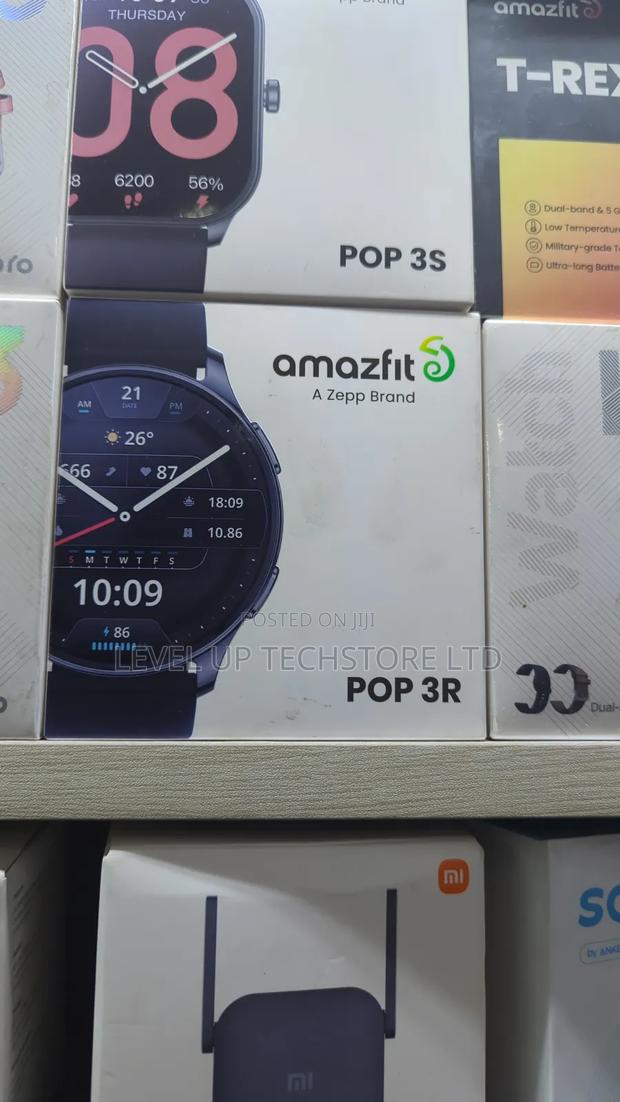 THURSDAY
08
6200
56%
POP 3S
amazfit
T-REX
Dual-band & 5 G
Low Temperature
Military-grade T
Ultra-long Batte
amazfit
A Zepp Brand
AM
21
DATE
PM
26°
87
18:09
10.86
S M T W T F S
10:09
86
POSTED ON JIJI
LEVEL UP TECHSTORE LTD
POP 3R
Dual-
mi
mi
by ANKE